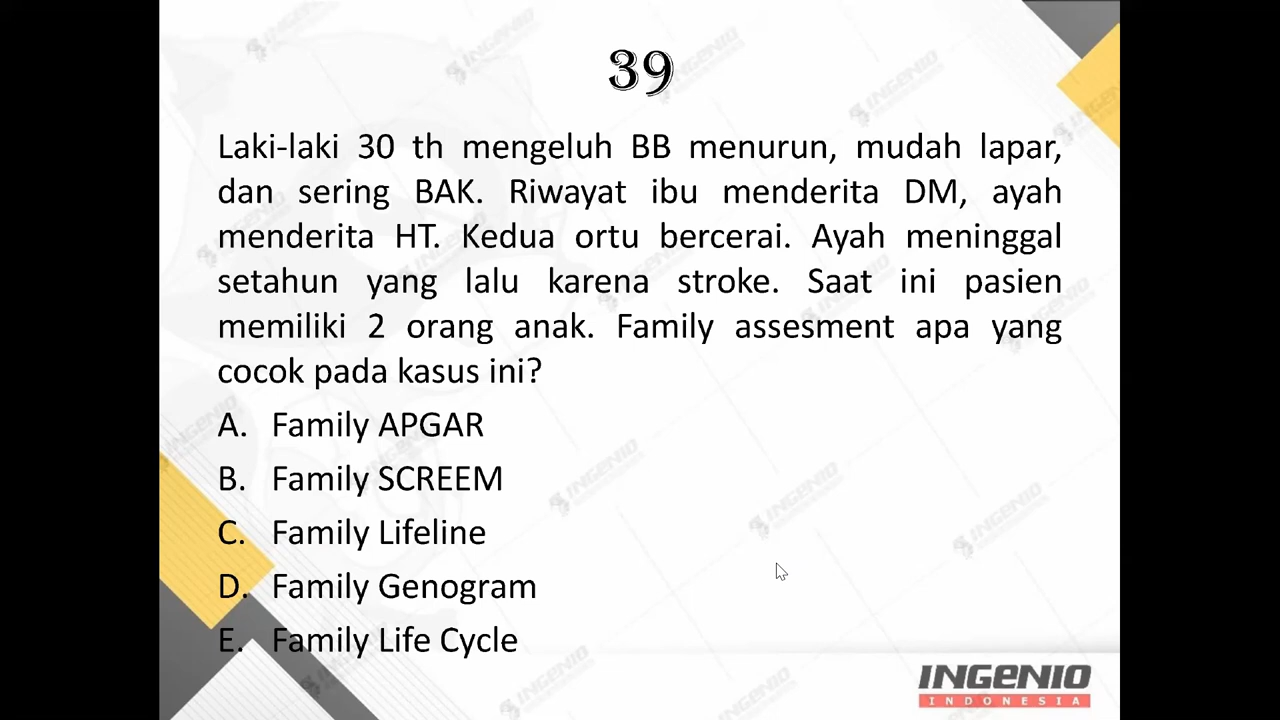 39
Laki-laki 30 th mengeluh BB menurun, mudah lapar,
dan sering BAK. Riwayat ibu menderita DM, ayah
menderita HT. Kedua ortu bercerai. Ayah meninggal
setahun yang lalu karena stroke. Saat ini pasien
memiliki 2 orang anak. Family assesment apa yang
cocok pada kasus ini?
A. Family APGAR
B. Family SCREEM
C. Family Lifeline
D. Family Genogram
E. Family Life Cycle
INGENIO
INDONESIA